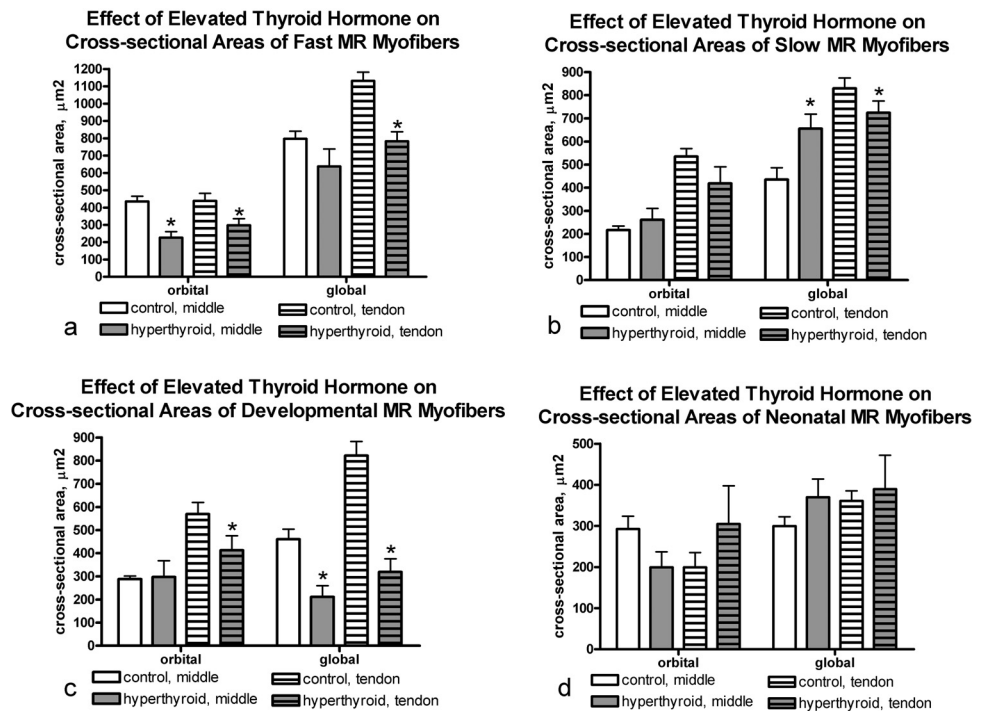 Effect of Elevated Thyroid Hormone on
Cross-sectional Areas of Fast MR Myofibers
cross-sectional area, μm2
1200
1100
1000
900
800
700
600
500
400
300
200
100
0
*
*
*
orbital
global
control, middle
control, tendon
hyperthyroid, middle
hyperthyroid, tendon
a
Effect of Elevated Thyroid Hormone on
Cross-sectional Areas of Slow MR Myofibers
cross-sectional area, μm2
900
800
700
600
500
400
300
200
100
0
*
*
orbital
global
control, middle
control, tendon
hyperthyroid, middle
hyperthyroid, tendon
b
Effect of Elevated Thyroid Hormone on
Cross-sectional Areas of Developmental MR Myofibers
cross-sectional area, μm2
900
800
700
600
500
400
300
200
100
0
*
*
*
orbital
global
control, middle
control, tendon
hyperthyroid, middle
hyperthyroid, tendon
c
Effect of Elevated Thyroid Hormone on
Cross-sectional Areas of Neonatal MR Myofibers
cross-sectional area, μm2
500
400
300
200
100
0
orbital
global
control, middle
control, tendon
hyperthyroid, middle
hyperthyroid, tendon
d